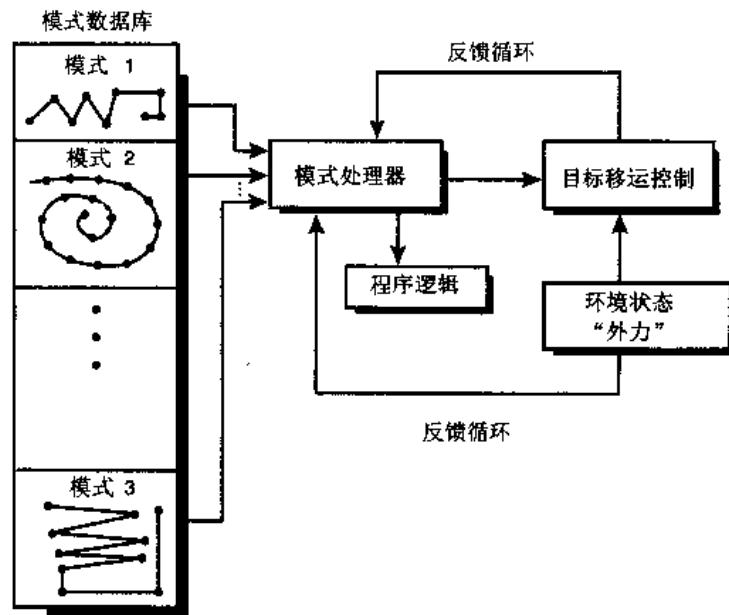 模式数据库
模式 1
模式 2
模式 3
反馈循环
模式处理器
目标移运控制
程序逻辑
环境状态
“外力”
反馈循环